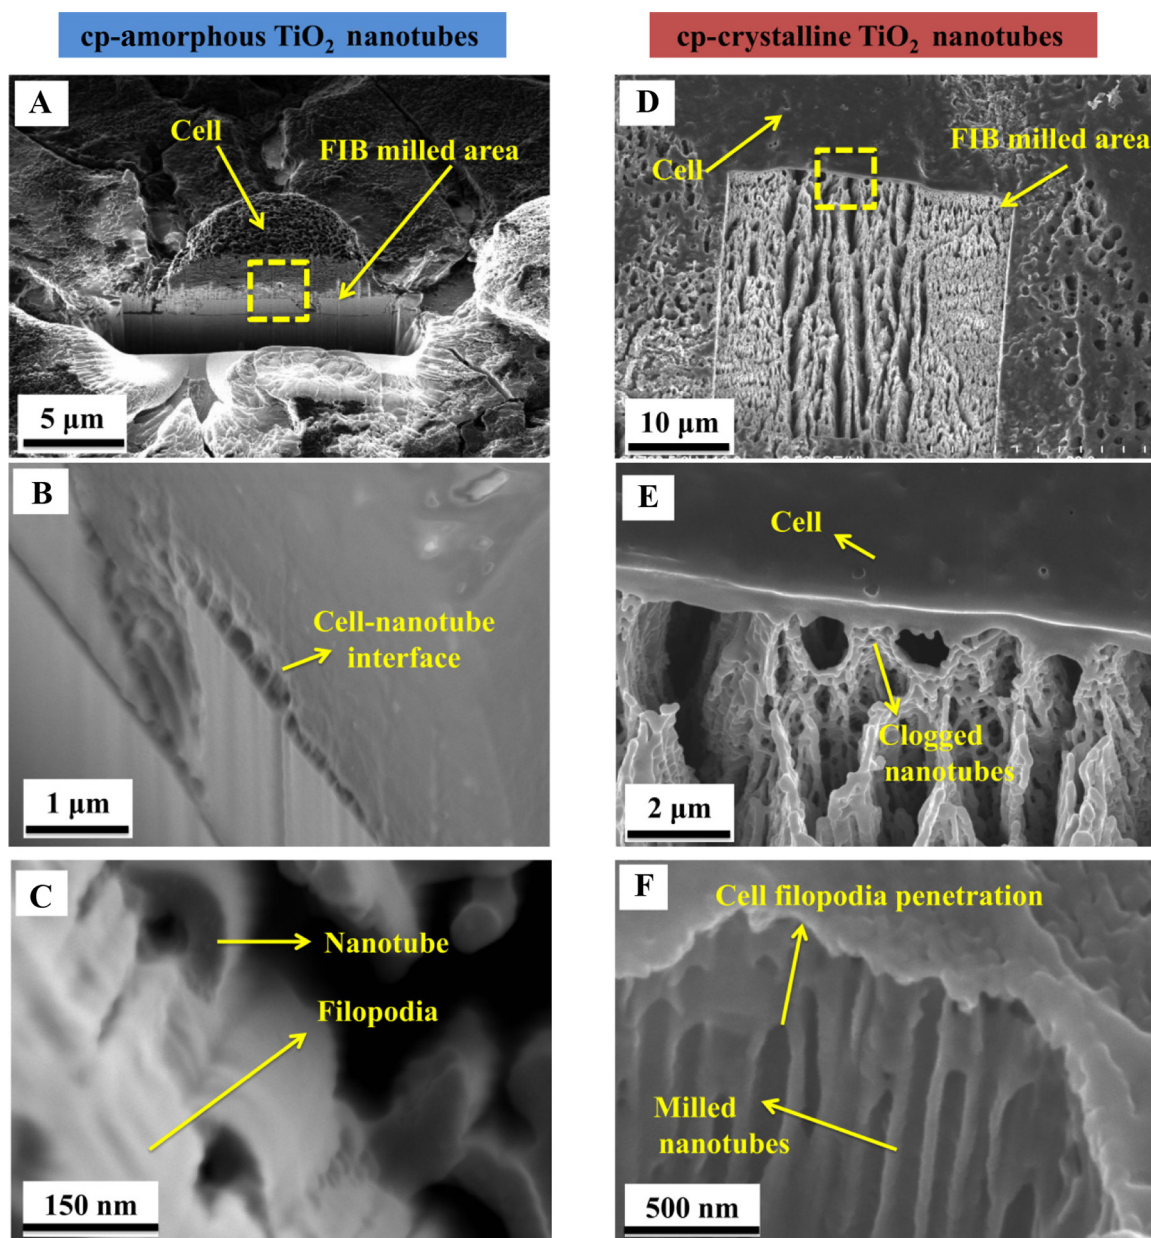 cp-amorphous TiO₂ nanotubes
cp-crystalline TiO₂ nanotubes
A
Cell
FIB milled area
5 µm
D
Cell
FIB milled area
10 µm
B
Cell-nanotube
interface
1 µm
E
Cell
Clogged
nanotubes
2 µm
C
Nanotube
Filopodia
150 nm
F
Cell filopodia penetration
Milled
nanotubes
500 nm